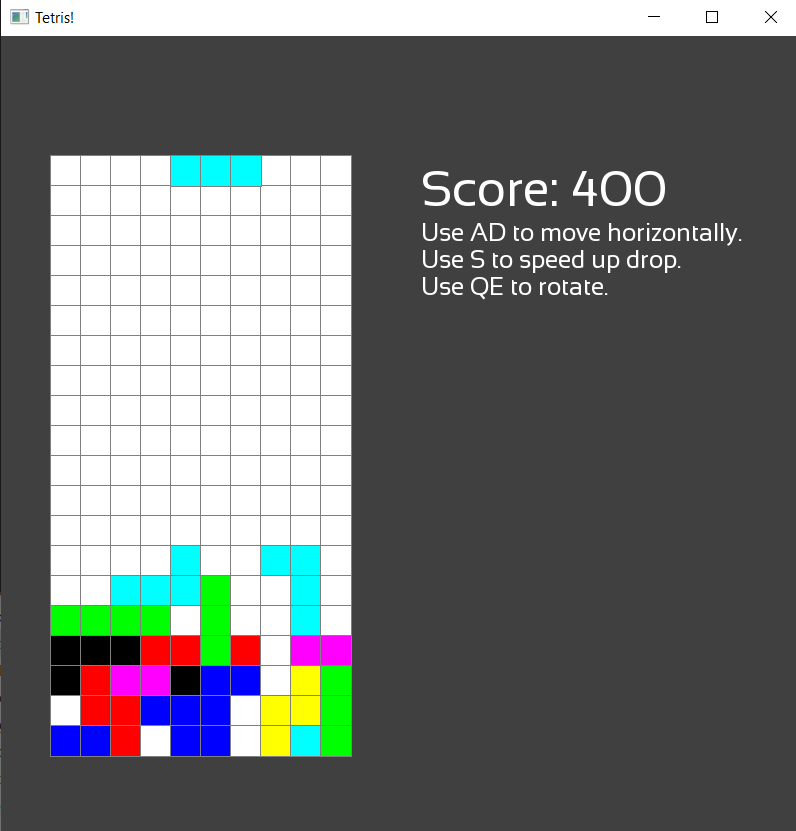 Tetris!
Score: 400
Use AD to move horizontally.
Use S to speed up drop.
Use QE to rotate.